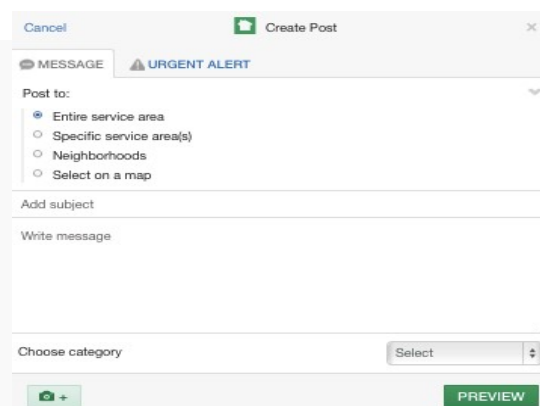 Cancel Create Post ×
MESSAGE URGENT ALERT
Post to:
Entire service area
Specific service area(s)
Neighborhoods
Select on a map
Add subject
Write message
Choose category Select
+ PREVIEW